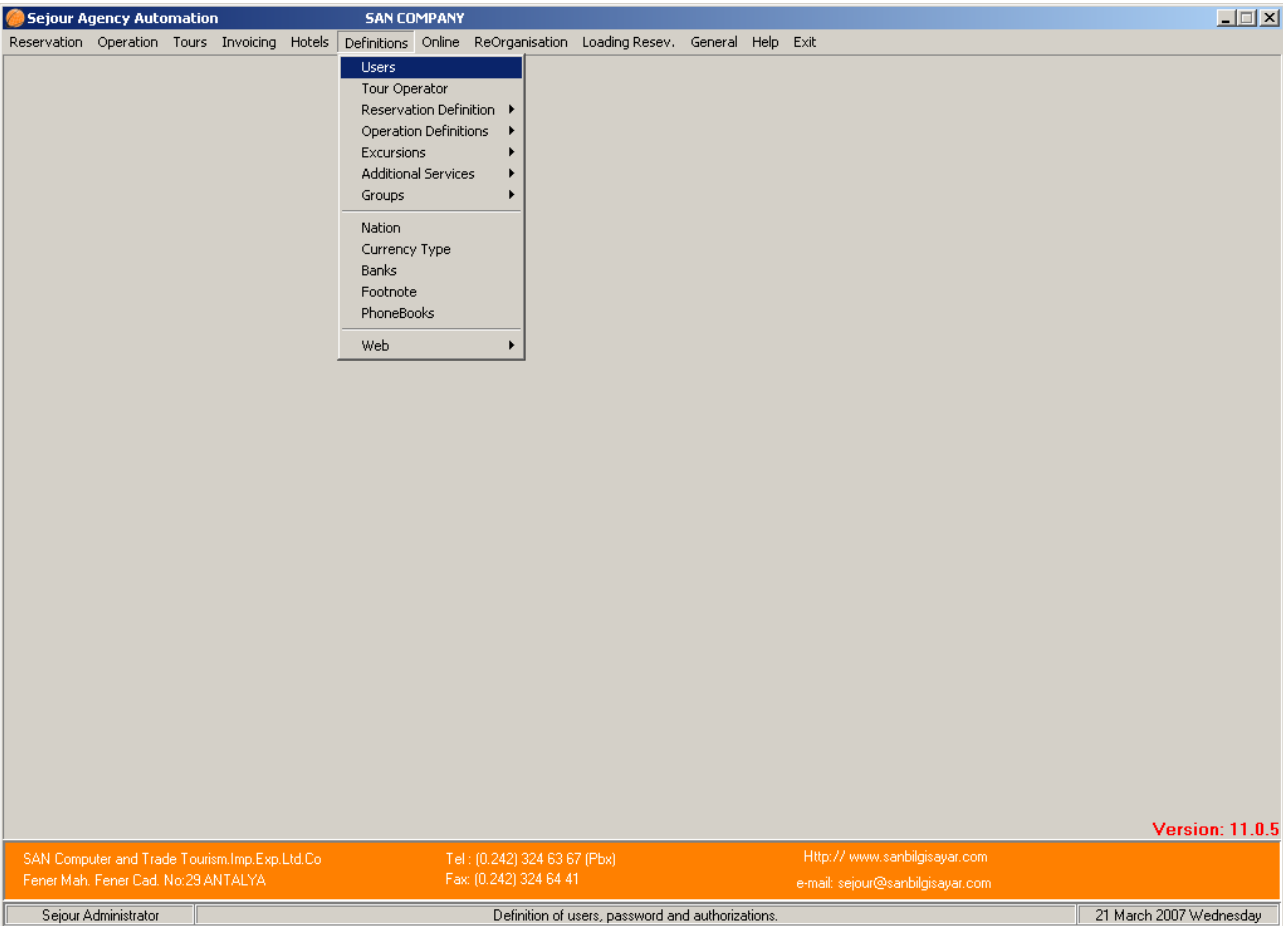 Sejour Agency Automation SAN COMPANY
Reservation Operation Tours Invoicing Hotels Definitions Online ReOrganisation Loading Resev. General Help Exit
Users
Tour Operator
Reservation Definition
Operation Definitions
Excursions
Additional Services
Groups
Nation
Currency Type
Banks
Footnote
PhoneBooks
Web
Version: 11.0.5
SAN Computer and Trade Tourism.Imp.Exp.Ltd.Co Tel : (0.242) 324 63 67 (Pbx) Http:// www.sanbilgisayar.com
Fener Mah. Fener Cad. No:29 ANTALYA Fax: (0.242) 324 64 41 e-mail: sejour@sanbilgisayar.com
Sejour Administrator Definition of users, password and authorizations. 21 March 2007 Wednesday